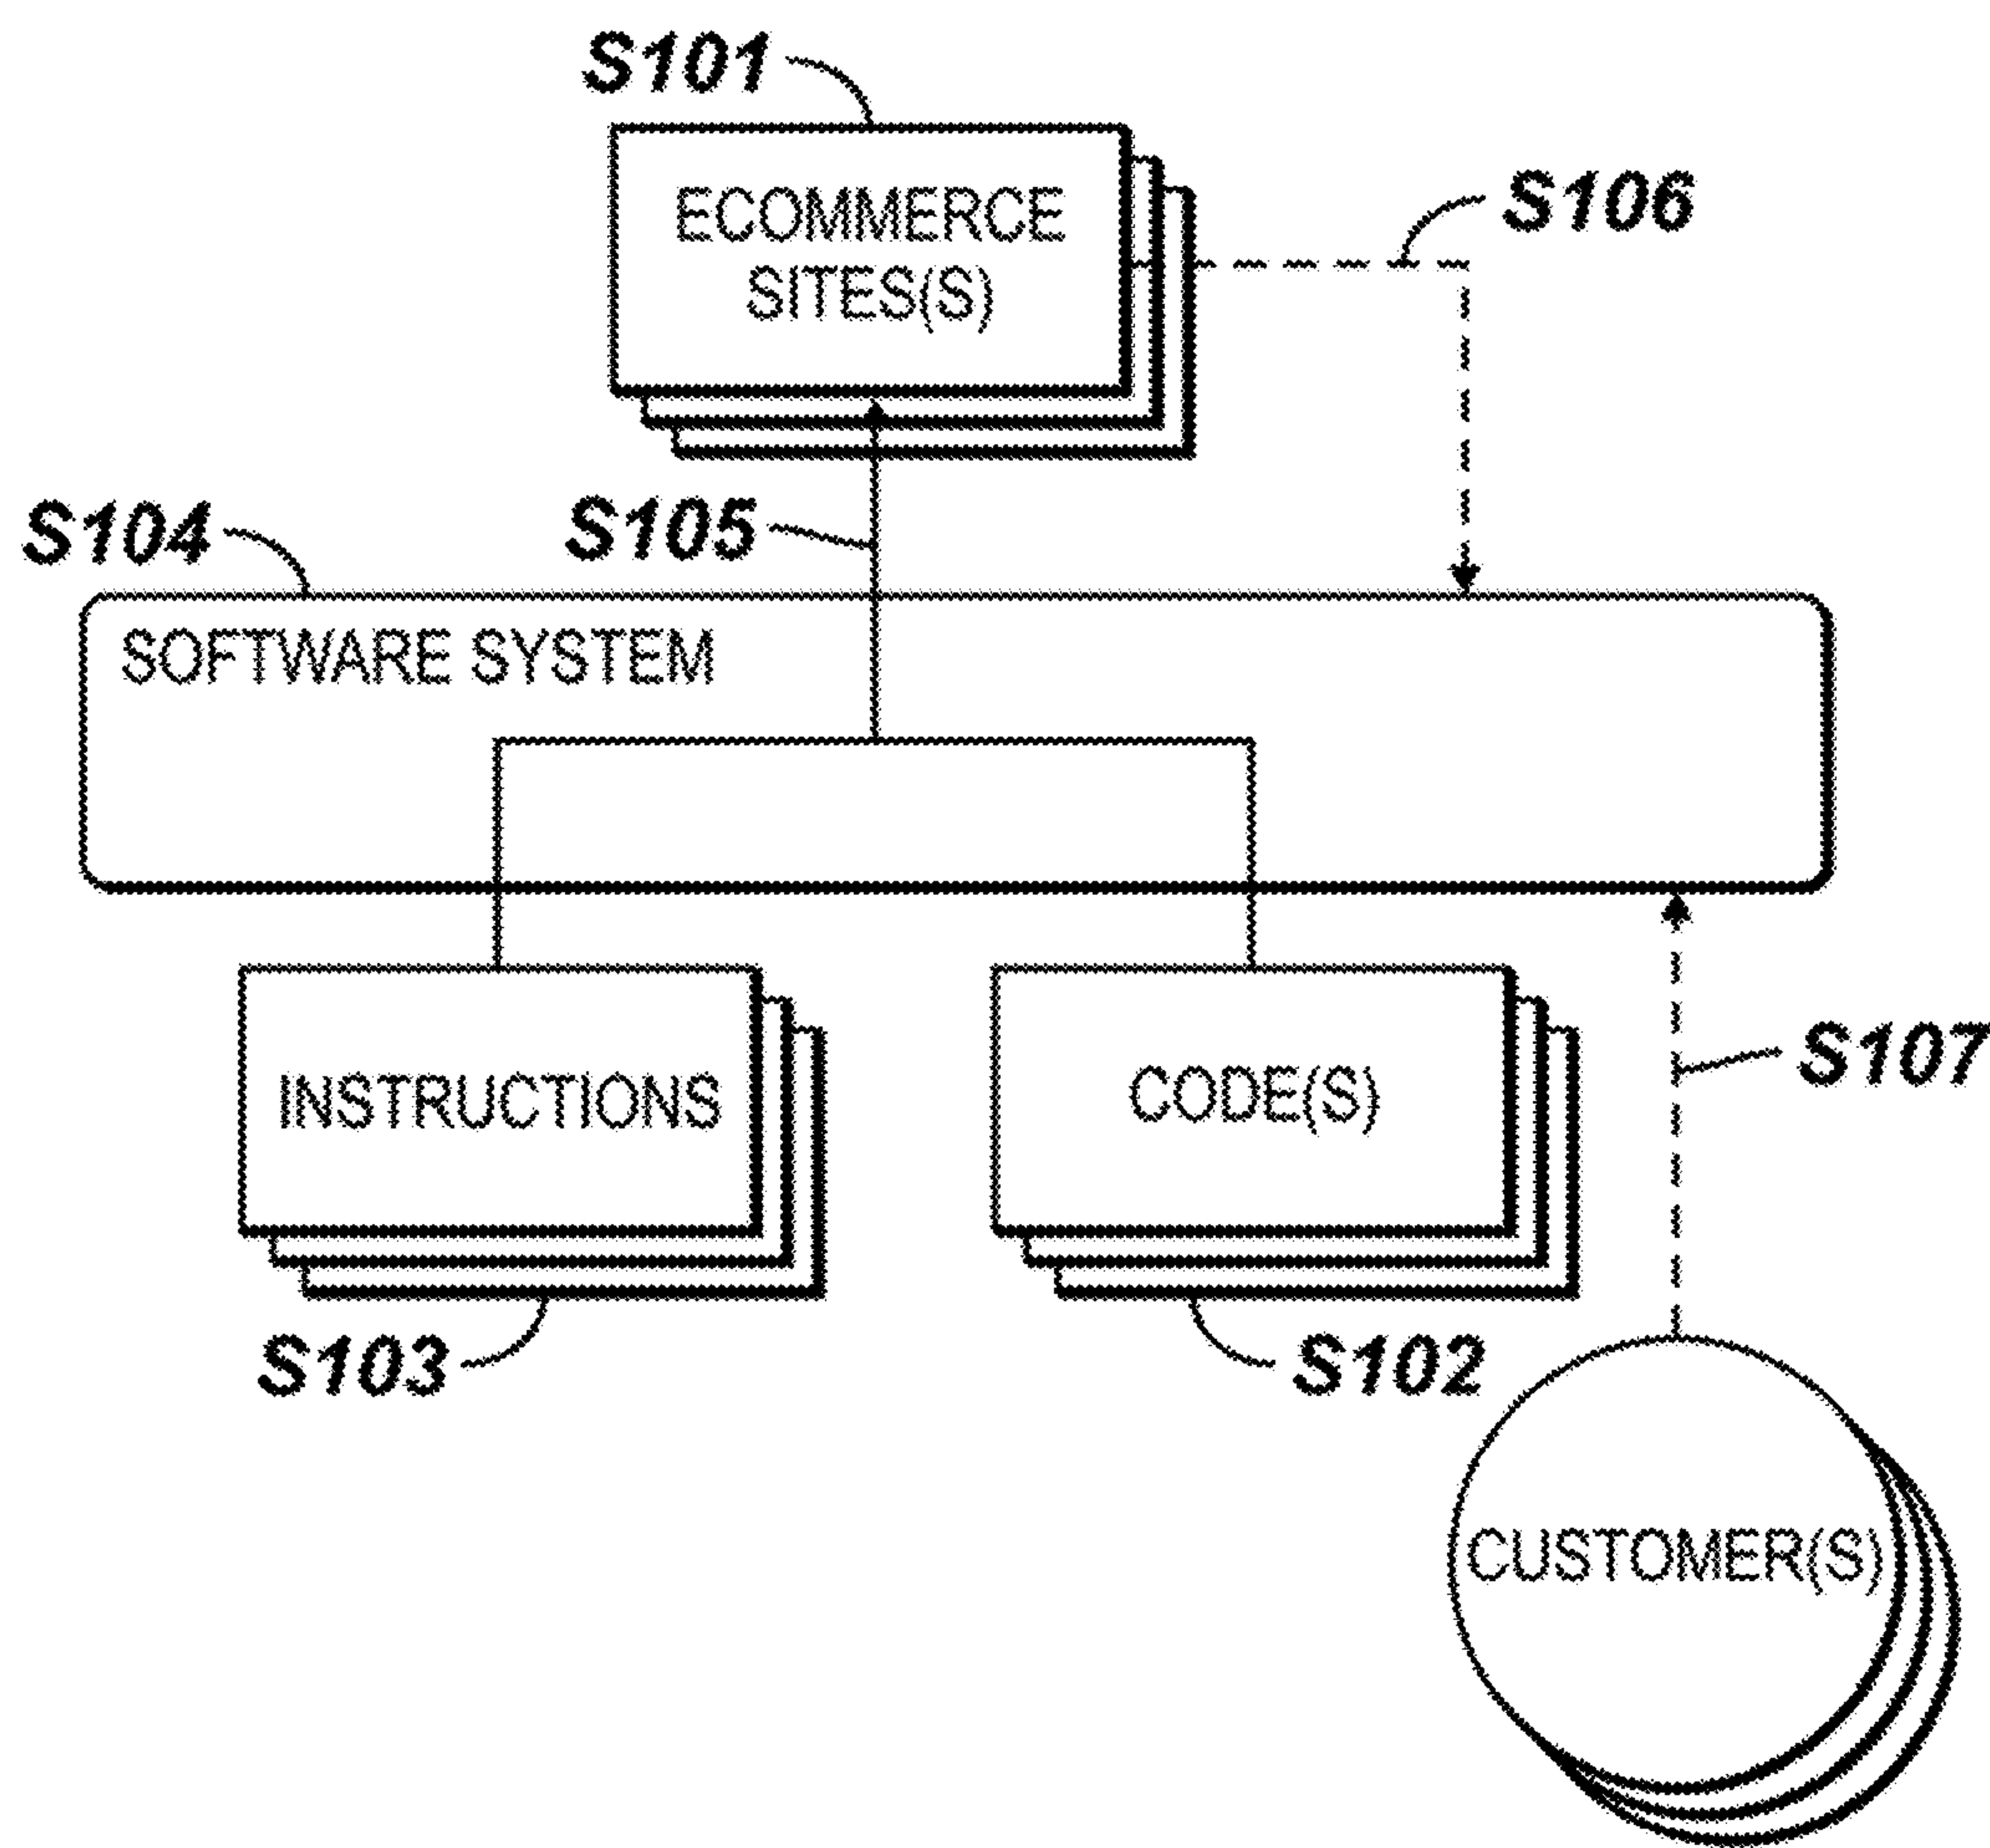 S101
ECOMMERCE
SITES(S)
S106
S104
S105
SOFTWARE SYSTEM
INSTRUCTIONS
CODE(S)
S107
S103
S102
CUSTOMER(S)